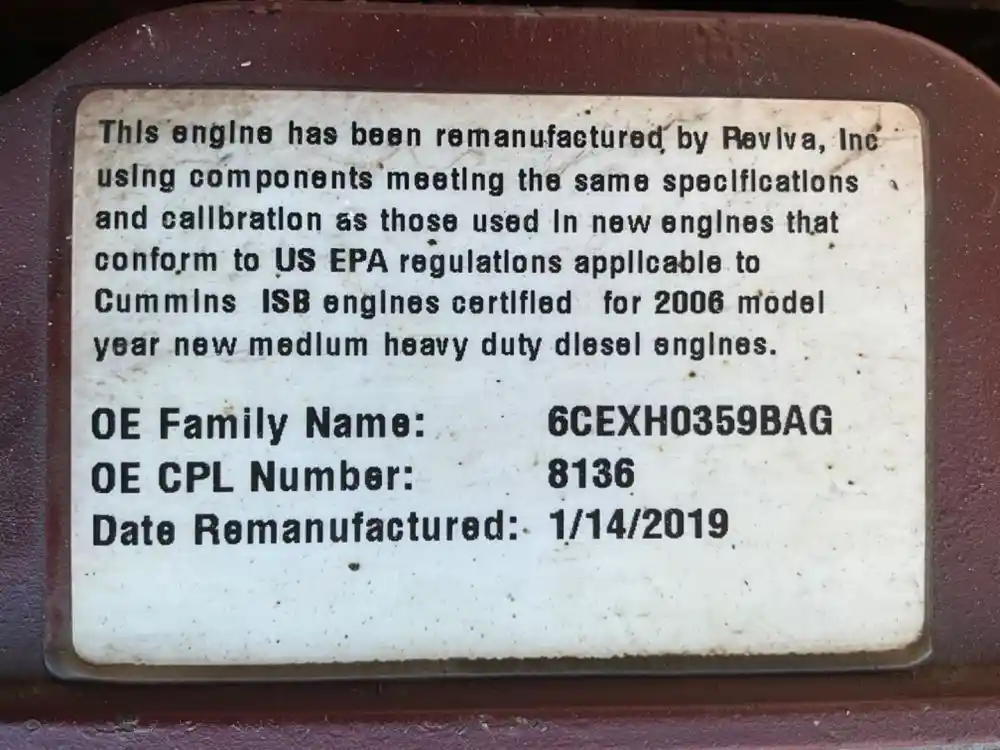 This engine has been remanufactured by Reviva, Inc
using components meeting the same specifications
and calibration as those used in new engines that
conform to US EPA regulations applicable to
Cummins ISB engines certified for 2006 model
year new medium heavy duty diesel engines.
OE Family Name: 6CEXH0359BAG
OE CPL Number: 8136
Date Remanufactured: 1/14/2019